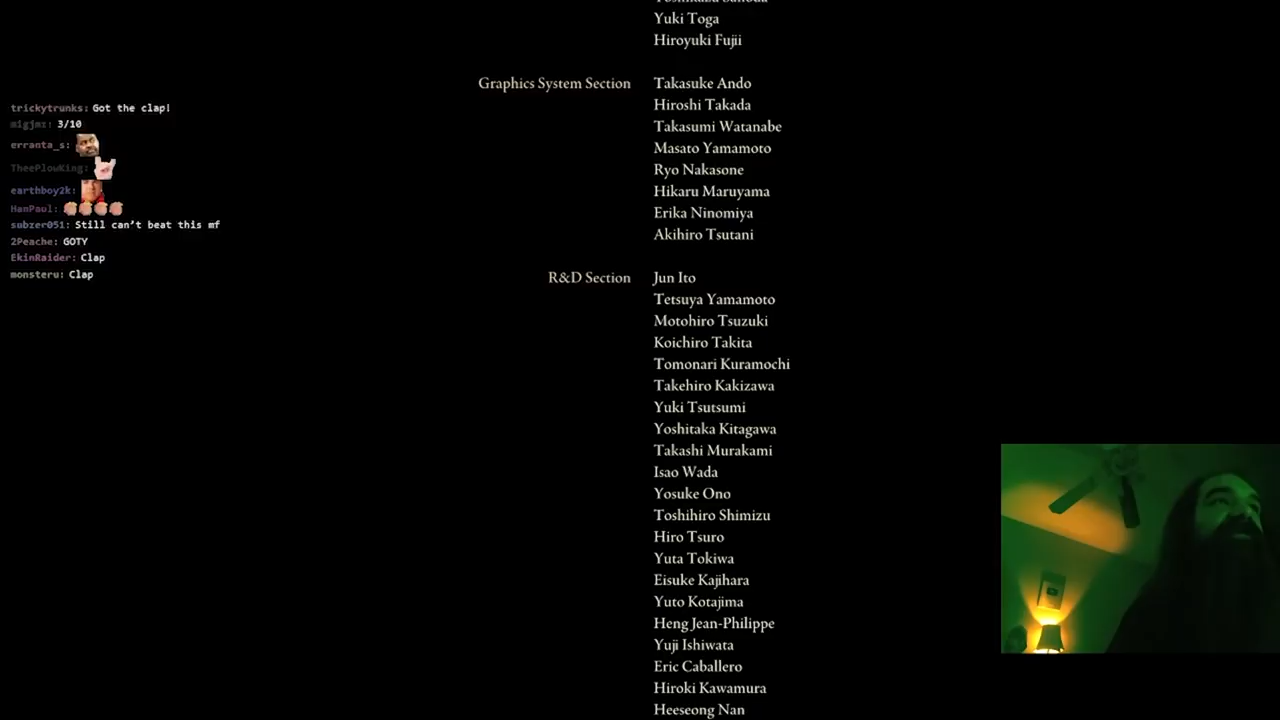 Yuki Toga
Hiroyuki Fujii
Graphics System Section Takasuke Ando
Hiroshi Takada
Takasumi Watanabe
Masato Yamamoto
Ryo Nakasone
Hikaru Maruyama
Erika Ninomiya
Akihiro Tsutani
R&D Section Jun Ito
Tetsuya Yamamoto
Motohiro Tsuzuki
Koichiro Takita
Tomonari Kuramochi
Takehiro Kakizawa
Yuki Tsutsumi
Yoshitaka Kitagawa
Takashi Murakami
Isao Wada
Yosuke Ono
Toshihiro Shimizu
Hiro Tsuro
Yuta Tokiwa
Eisuke Kajihara
Yuto Kotajima
Heng Jean-Philippe
Yuji Ishiwata
Eric Caballero
Hiroki Kawamura
Heeseong Nan
trickytrunks: Got the clap!
migjmz: 3/10
erranta_s:
TheePlowKing:
earthboy2k:
HanPaul:
subzer051: Still can't beat this mf
2Peache: GOTY
EkinRaider: Clap
monsteru: Clap